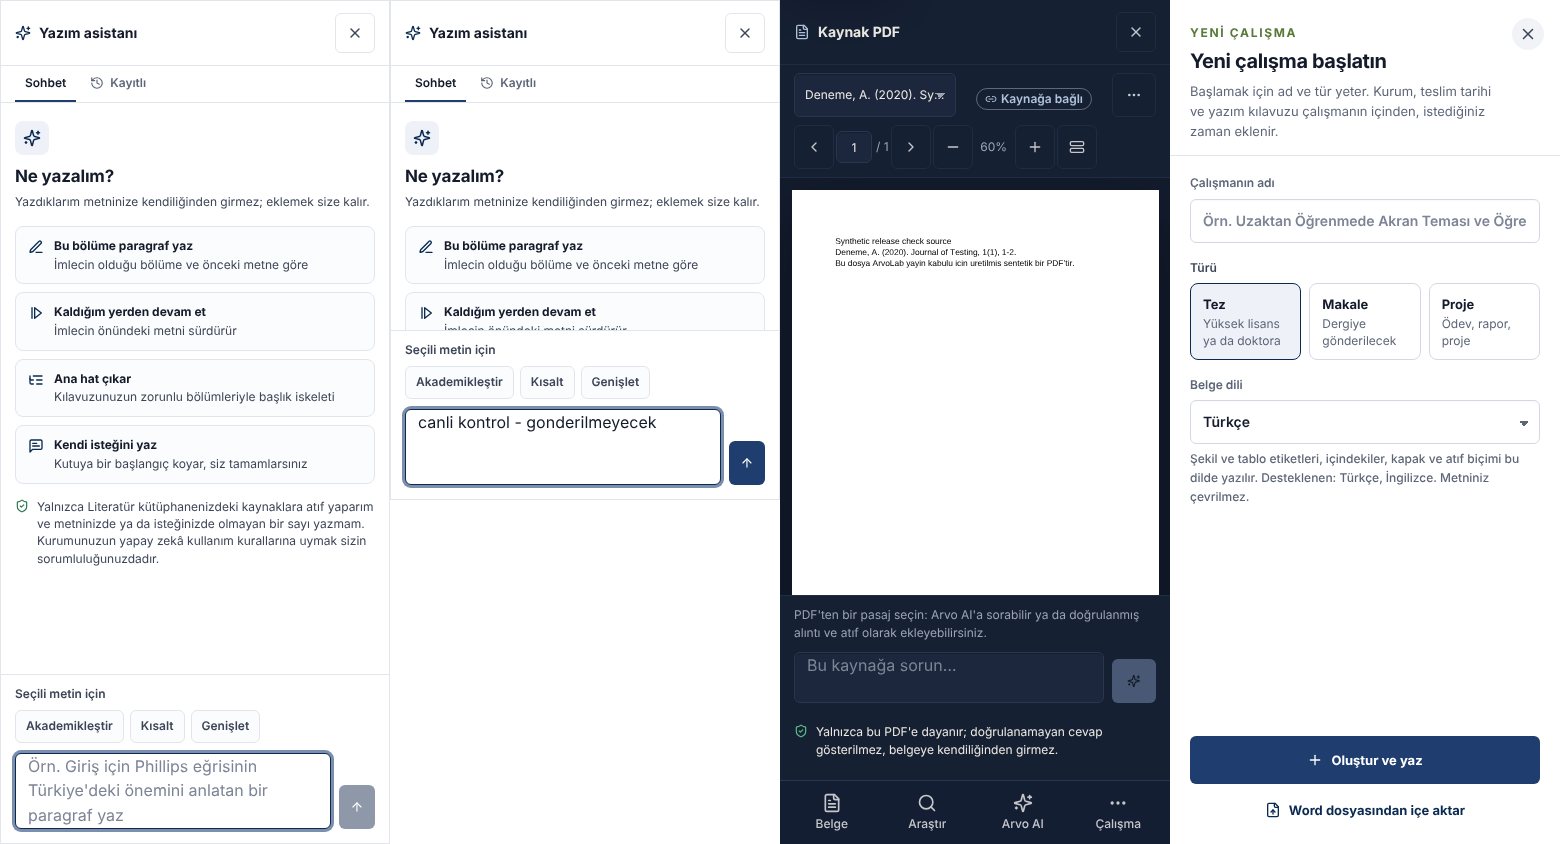 Yazım asistanı
Sohbet
Kayıtlı
Ne yazalım?
Yazdıklarım metninize kendiliğinden girmez; eklemek size kalır.
Bu bölüme paragraf yaz
İmlecin olduğu bölüme ve önceki metne göre
Kaldığım yerden devam et
İmlecin önündeki metni sürdürür
Ana hat çıkar
Kılavuzunuzun zorunlu bölümleriyle başlık iskeleti
Kendi isteğini yaz
Kutuya bir başlangıç koyar, siz tamamlarsınız
Yalnızca Literatür kütüphanenizdeki kaynaklara atıf yaparım
ve metninizde ya da isteğinizde olmayan bir sayı yazmam.
Kurumunuzun yapay zekâ kullanım kurallarına uymak sizin
sorumluluğunuzdadır.
Seçili metin için
Akademikleştir
Kısalt
Genişlet
Örn. Giriş için Phillips eğrisinin
Türkiye'deki önemini anlatan bir
paragraf yaz
Yazım asistanı
Sohbet
Kayıtlı
Ne yazalım?
Yazdıklarım metninize kendiliğinden girmez; eklemek size kalır.
Bu bölüme paragraf yaz
İmlecin olduğu bölüme ve önceki metne göre
Kaldığım yerden devam et
İmlecin önündeki metni sürdürür
Seçili metin için
Akademikleştir
Kısalt
Genişlet
canli kontrol - gonderilmeyecek
Kaynak PDF
Deneme, A. (2020). Sy...
Kaynağa bağlı
1
/ 1
60%
Synthetic release check source
Deneme, A. (2020). Journal of Testing, 1(1), 1-2.
Bu dosya ArvoLab yayin kabulu icin uretilmis sentetik bir PDF'tir.
PDF'ten bir pasaj seçin: Arvo AI'a sorabilir ya da doğrulanmış
alıntı ve atıf olarak ekleyebilirsiniz.
Bu kaynağa sorun...
Yalnızca bu PDF'e dayanır; doğrulanamayan cevap
gösterilmez, belgeye kendiliğinden girmez.
Belge
Araştır
Arvo AI
Çalışma
YENİ ÇALIŞMA
Yeni çalışma başlatın
Başlamak için ad ve tür yeter. Kurum, teslim tarihi
ve yazım kılavuzu çalışmanın içinden, istediğiniz
zaman eklenir.
Çalışmanın adı
Örn. Uzaktan Öğrenmede Akran Teması ve Öğre
Türü
Tez
Yüksek lisans
ya da doktora
Makale
Dergiye
gönderilecek
Proje
Ödev, rapor,
proje
Belge dili
Türkçe
Şekil ve tablo etiketleri, içindekiler, kapak ve atıf biçimi bu
dilde yazılır. Desteklenen: Türkçe, İngilizce. Metniniz
çevrilmez.
Oluştur ve yaz
Word dosyasından içe aktar